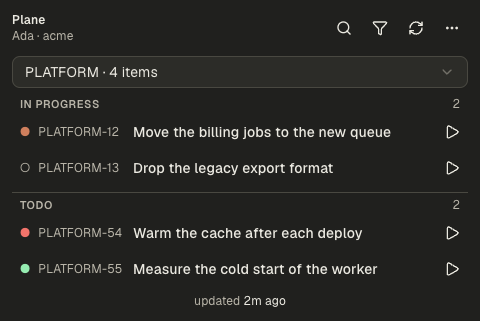 Plane
Ada · acme
PLATFORM · 4 items
IN PROGRESS 2
PLATFORM-12 Move the billing jobs to the new queue
PLATFORM-13 Drop the legacy export format
TODO 2
PLATFORM-54 Warm the cache after each deploy
PLATFORM-55 Measure the cold start of the worker
updated 2m ago